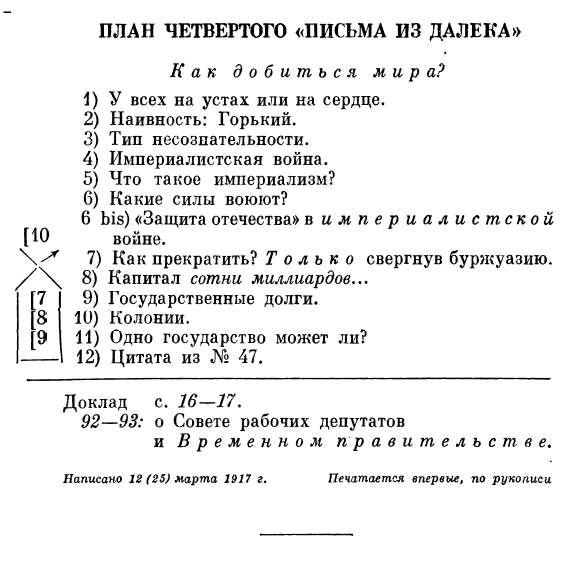 ПЛАН ЧЕТВЕРТОГО «ПИСЬМА ИЗ ДАЛЕКА»
Как добиться мира?
1) У всех на устах или на сердце.
2) Наивность: Горький.
3) Тип несознательности.
4) Империалистская война.
5) Что такое империализм?
6) Какие силы воюют?
6 bis) «Защита отечества» в империалистской
[10 войне.
7) Как прекратить? Только свергнув буржуазию.
8) Капитал сотни миллиардов...
[7 9) Государственные долги.
[8 10) Колонии.
[9 11) Одно государство может ли?
12) Цитата из № 47.
Доклад с. 16—17.
92—93: о Совете рабочих депутатов
и Временном правительстве.
Написано 12 (25) марта 1917 г. Печатается впервые, по рукописи